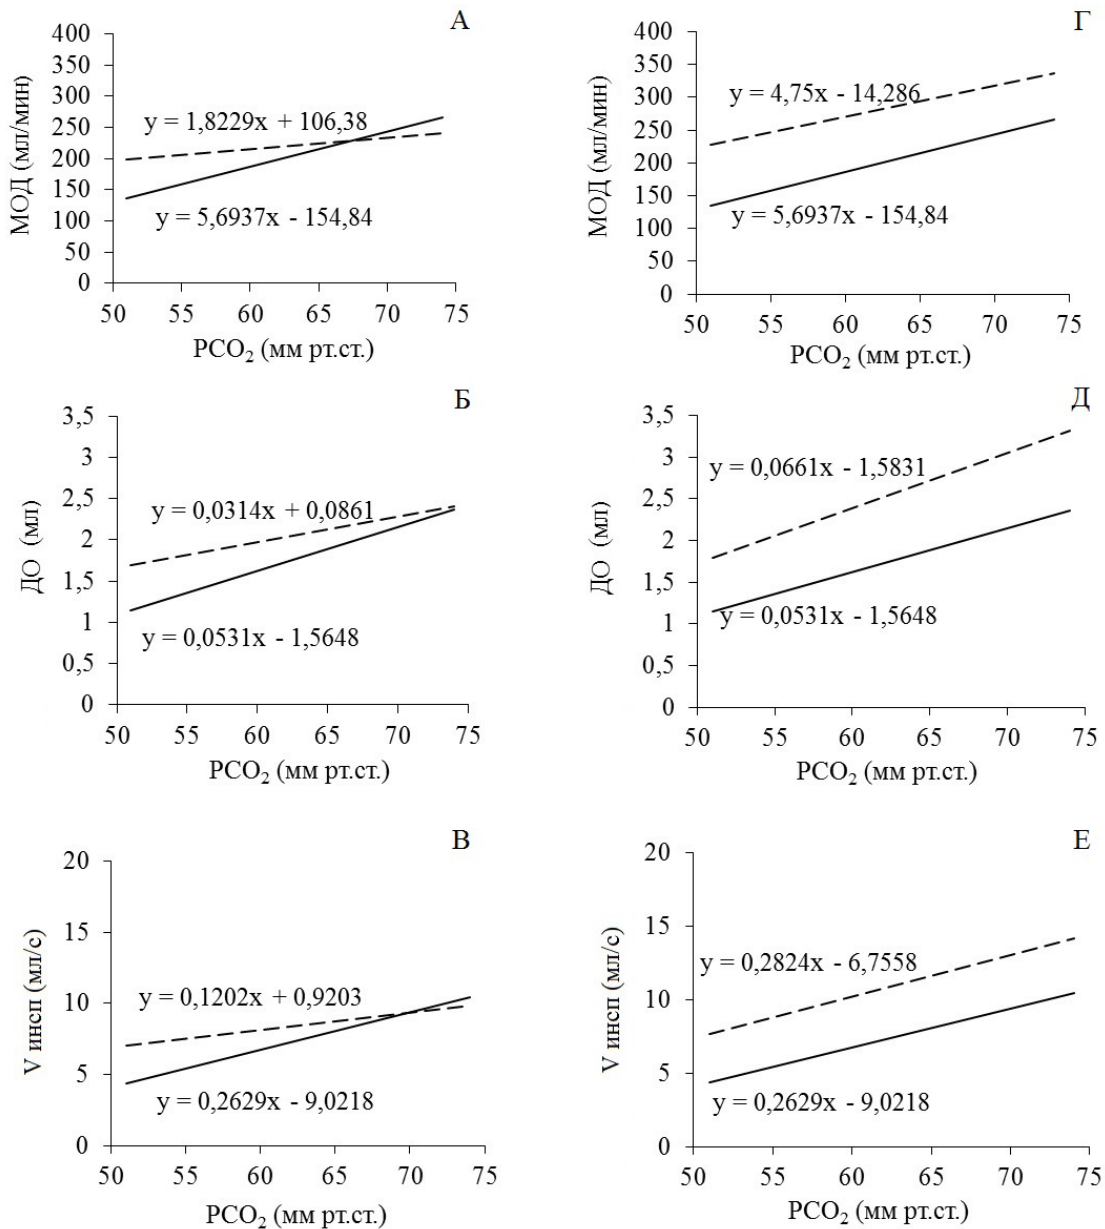 А
МОД (мл/мин)
400
350
300
250
200
150
100
50
0
y = 1,8229x + 106,38
y = 5,6937x - 154,84
50 55 60 65 70 75
PCO₂ (мм рт.ст.)
Г
МОД (мл/мин)
400
350
300
250
200
150
100
50
0
y = 4,75x - 14,286
y = 5,6937x - 154,84
50 55 60 65 70 75
PCO₂ (мм рт.ст.)
Б
ДО (мл)
3,5
3
2,5
2
1,5
1
0,5
0
y = 0,0314x + 0,0861
y = 0,0531x - 1,5648
50 55 60 65 70 75
PCO₂ (мм рт.ст.)
Д
ДО (мл)
3,5
3
2,5
2
1,5
1
0,5
0
y = 0,0661x - 1,5831
y = 0,0531x - 1,5648
50 55 60 65 70 75
PCO₂ (мм рт.ст.)
В
V инсп (мл/с)
20
15
10
5
0
y = 0,1202x + 0,9203
y = 0,2629x - 9,0218
50 55 60 65 70 75
PCO₂ (мм рт.ст.)
Е
V инсп (мл/с)
20
15
10
5
0
y = 0,2824x - 6,7558
y = 0,2629x - 9,0218
50 55 60 65 70 75
PCO₂ (мм рт.ст.)